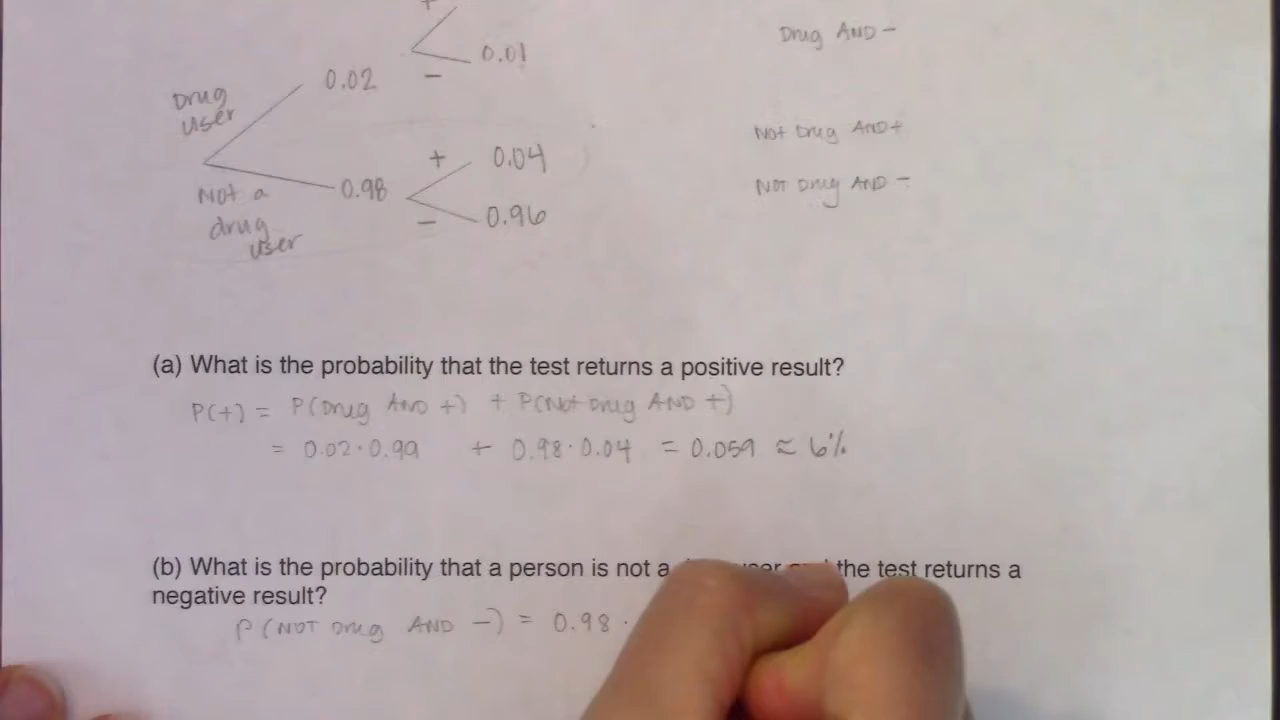 +
0.01
Drug AND -
0.02
-
Drug
user
Not Drug AND +
+ 0.04
Not a
0.98
Not Drug AND -
drug
- 0.96
user
(a) What is the probability that the test returns a positive result?
P(+) = P(Drug AND +) + P(Not Drug AND +)
= 0.02 · 0.99 + 0.98 · 0.04 = 0.059 ≈ 6%
(b) What is the probability that a person is not a the test returns a
negative result?
P(NOT Drug AND -) = 0.98 ·